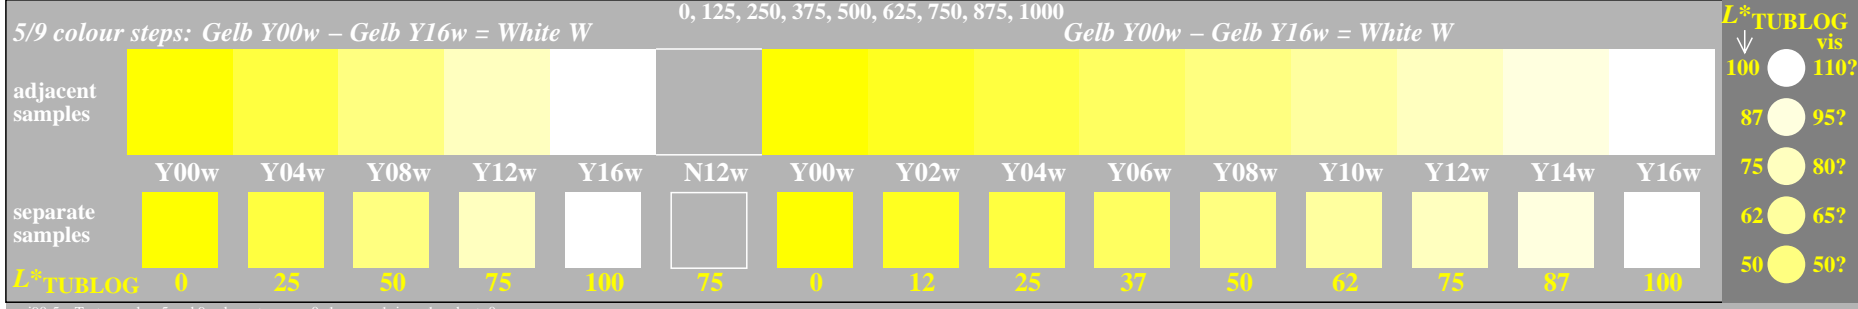 0, 125, 250, 375, 500, 625, 750, 875, 1000
5/9 colour steps: Gelb Y00w – Gelb Y16w = White W
Gelb Y00w – Gelb Y16w = White W
adjacent
samples
Y00w Y04w Y08w Y12w Y16w N12w Y00w Y02w Y04w Y06w Y08w Y10w Y12w Y14w Y16w
separate
samples
L*TUBLOG 0 25 50 75 100 75 0 12 25 37 50 62 75 87 100
L*TUBLOG
vis
100 110?
87 95?
75 80?
62 65?
50 50?